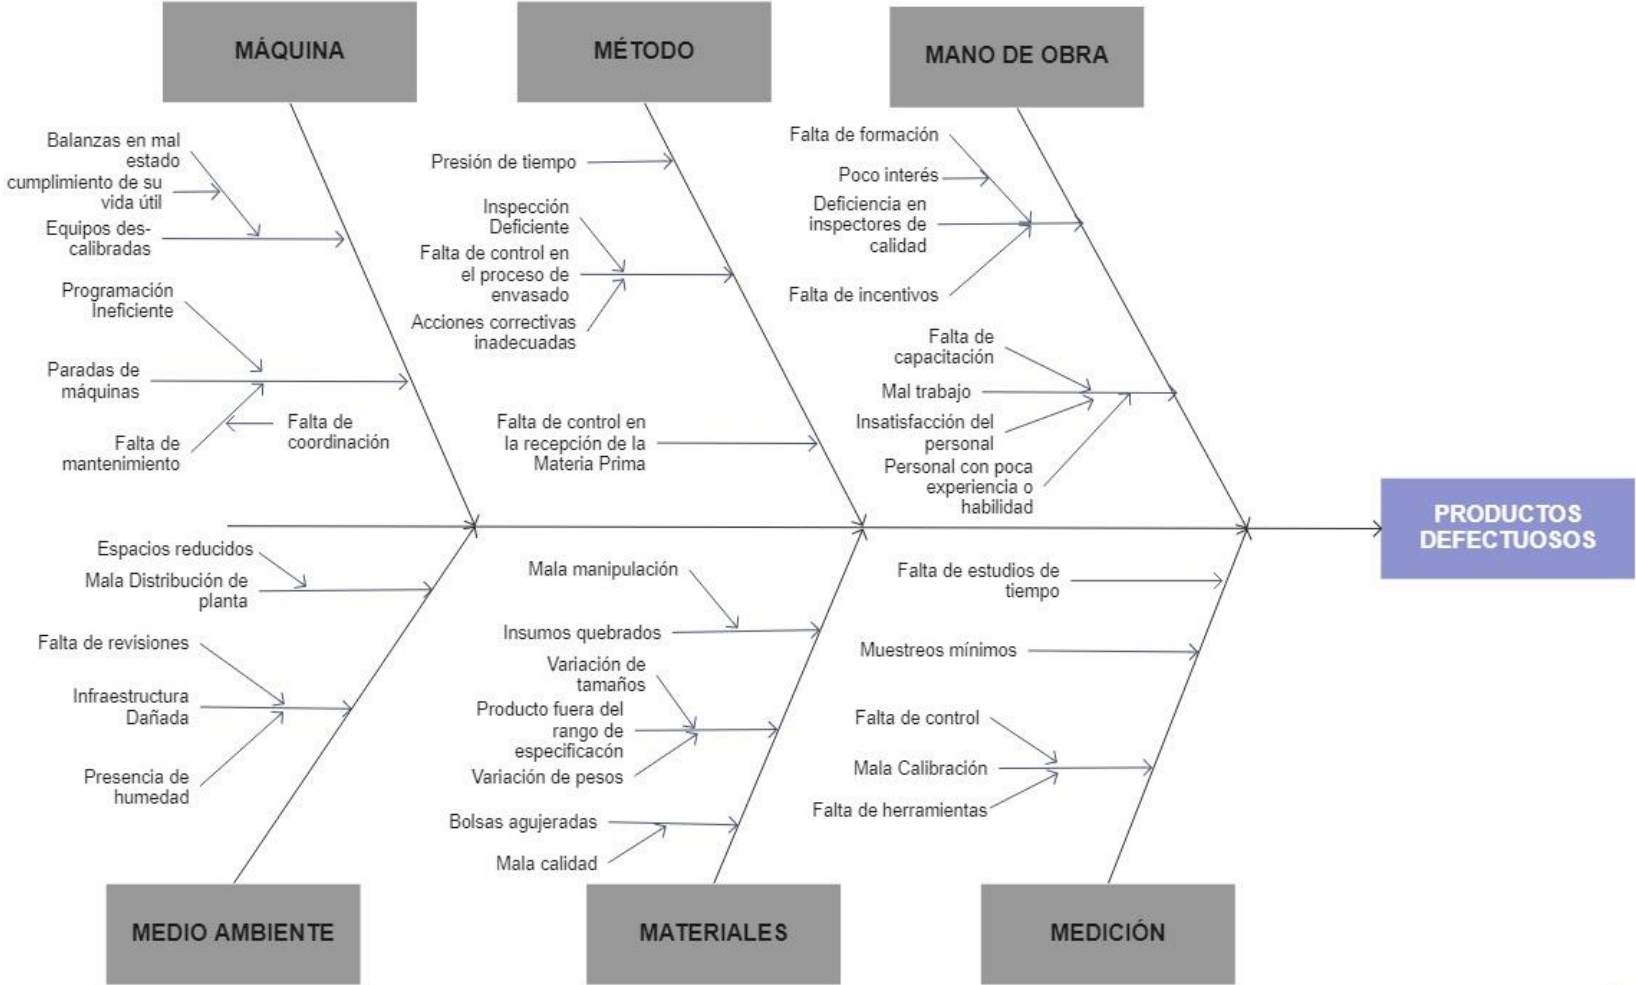 MÁQUINA
MÉTODO
MANO DE OBRA
Balanzas en mal
estado
cumplimiento de su
vida útil
Equipos des-
calibradas
Programación
Ineficiente
Paradas de
máquinas
Falta de
coordinación
Falta de
mantenimiento
Presión de tiempo
Inspección
Deficiente
Falta de control en
el proceso de
envasado
Acciones correctivas
inadecuadas
Falta de control en
la recepción de la
Materia Prima
Falta de formación
Poco interés
Deficiencia en
inspectores de
calidad
Falta de incentivos
Falta de
capacitación
Mal trabajo
Insatisfacción del
personal
Personal con poca
experiencia o
habilidad
PRODUCTOS
DEFECTUOSOS
Espacios reducidos
Mala Distribución de
planta
Falta de revisiones
Infraestructura
Dañada
Presencia de
humedad
Mala manipulación
Insumos quebrados
Variación de
tamaños
Producto fuera del
rango de
especificacón
Variación de pesos
Bolsas agujeradas
Mala calidad
Falta de estudios de
tiempo
Muestreos mínimos
Falta de control
Mala Calibración
Falta de herramientas
MEDIO AMBIENTE
MATERIALES
MEDICIÓN